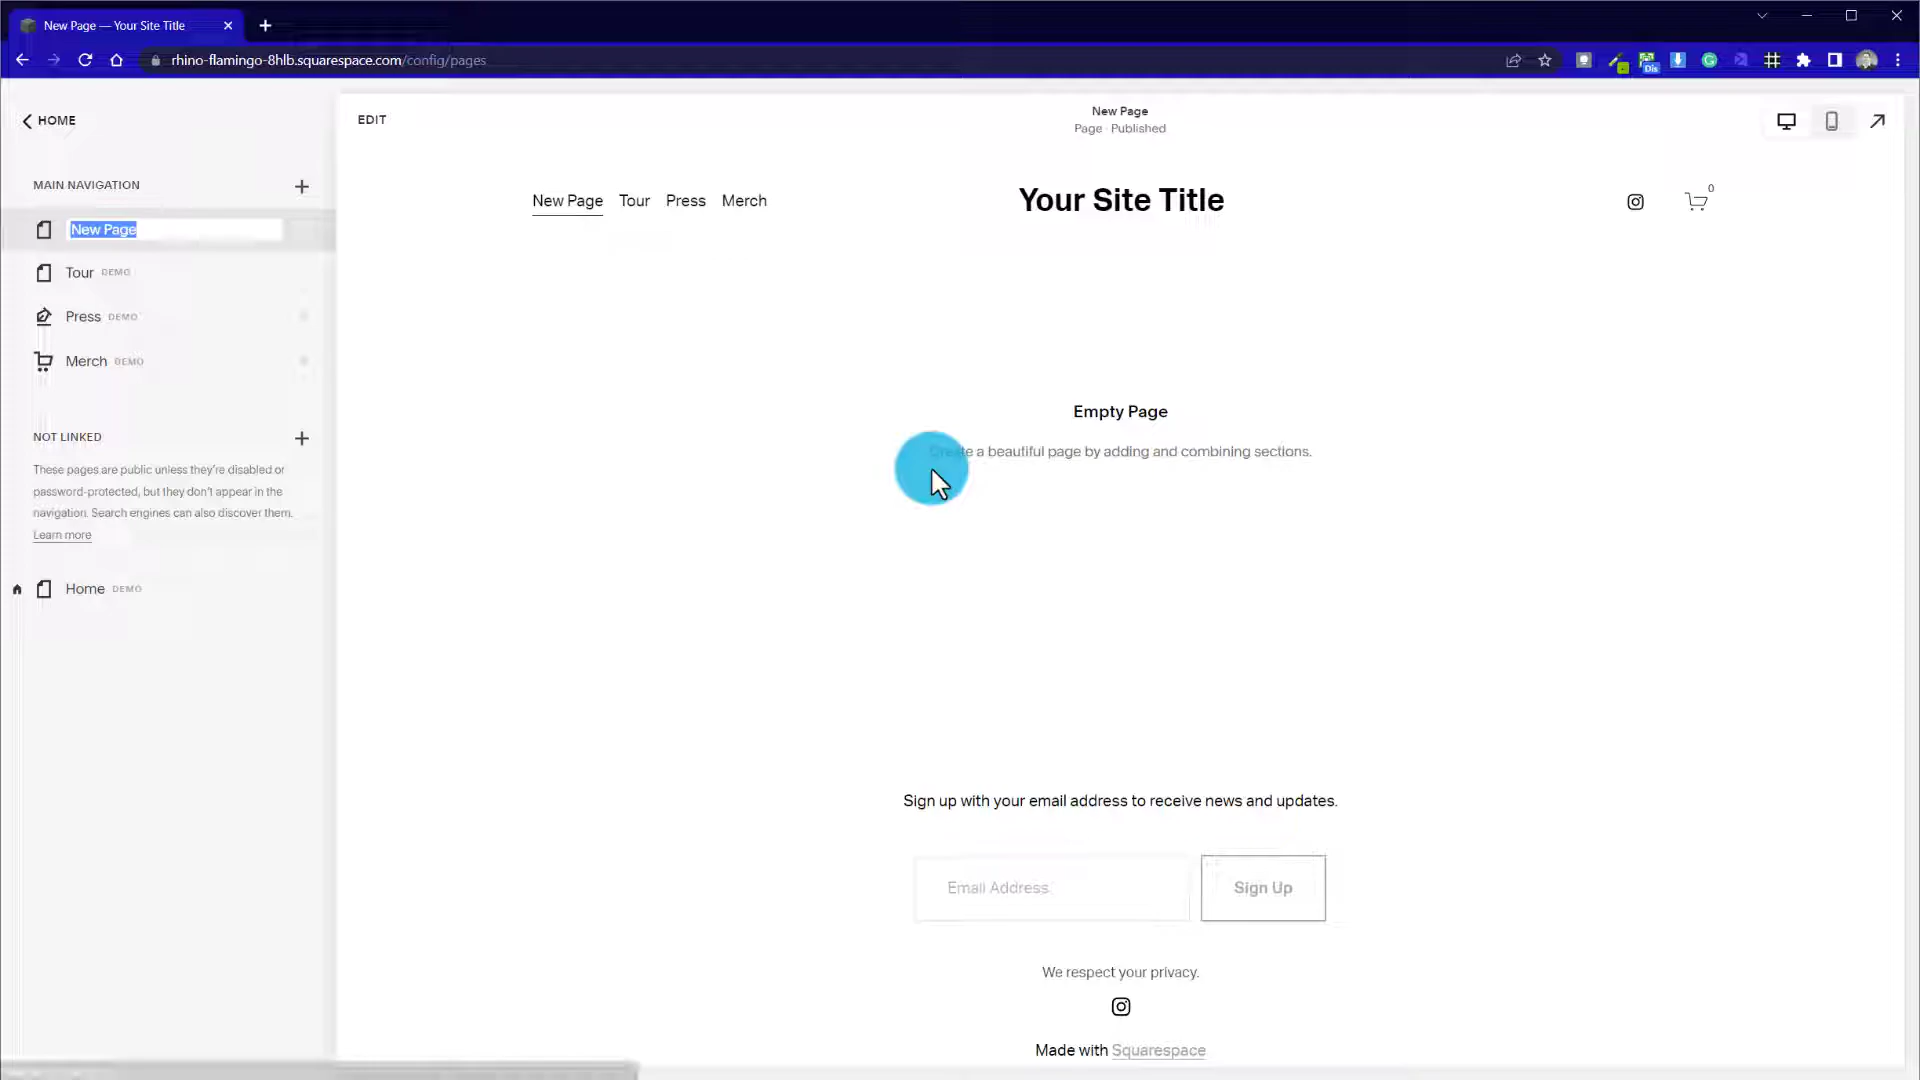 New Page — Your Site Title
rhino-flamingo-8hlb.squarespace.com/config/pages
Dis
HOME
EDIT
New Page
Page · Published
MAIN NAVIGATION
New Page
Tour DEMO
Press DEMO
Merch DEMO
NOT LINKED
These pages are public unless they're disabled or
password-protected, but they don't appear in the
navigation. Search engines can also discover them.
Learn more
Home DEMO
New Page Tour Press Merch
Your Site Title
0
Empty Page
Create a beautiful page by adding and combining sections.
Sign up with your email address to receive news and updates.
Email Address
Sign Up
We respect your privacy.
Made with Squarespace